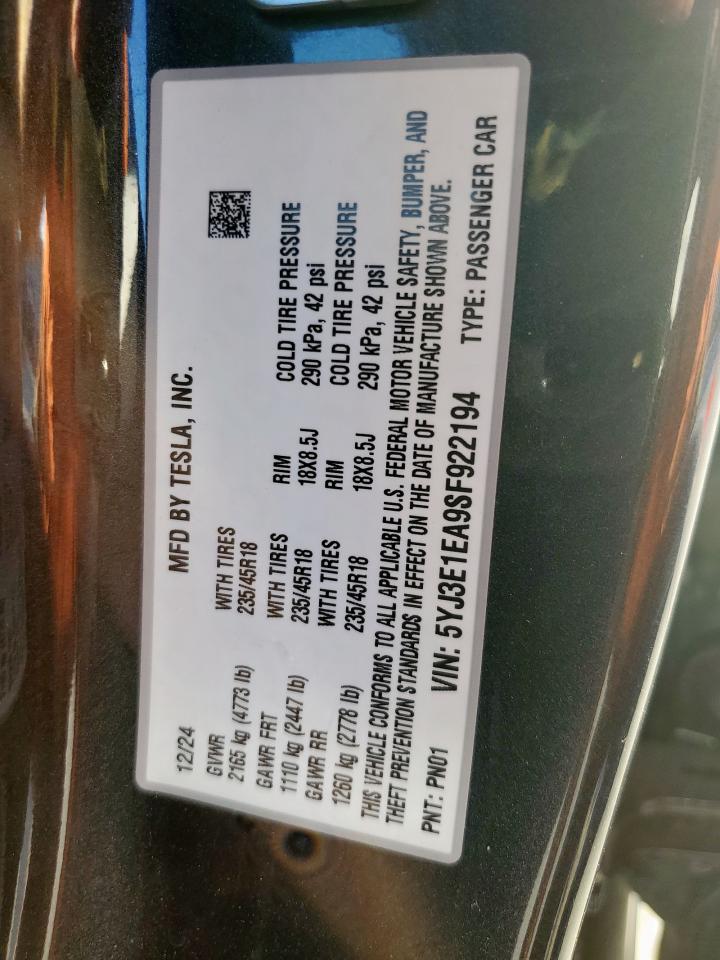 12/24 MFD BY TESLA, INC.
GVWR WITH TIRES
2165 kg (4773 lb) 235/45R18
GAWR FRT WITH TIRES RIM COLD TIRE PRESSURE
1110 kg (2447 lb) 235/45R18 18X8.5J 290 kPa, 42 psi
GAWR RR WITH TIRES RIM COLD TIRE PRESSURE
1260 kg (2778 lb) 235/45R18 18X8.5J 290 kPa, 42 psi
THIS VEHICLE CONFORMS TO ALL APPLICABLE U.S. FEDERAL MOTOR VEHICLE SAFETY, BUMPER, AND
THEFT PREVENTION STANDARDS IN EFFECT ON THE DATE OF MANUFACTURE SHOWN ABOVE.
PNT: PN01 VIN: 5YJ3E1EA9SF922194 TYPE: PASSENGER CAR